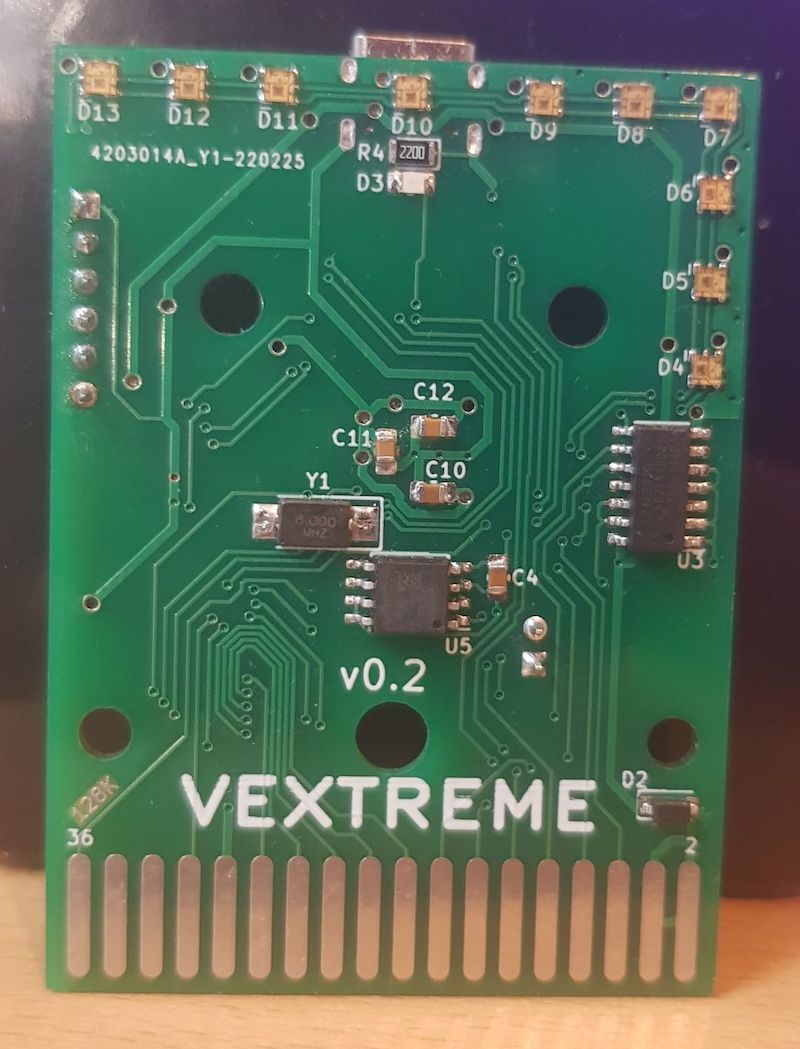 D13 D12 D11 D10 D9 D8 D7
4203014A_Y1-220225
R4 2200
D3
D6
D5
D4
C12
C11
C10
Y1
8.000
MHZ
U3
C4
U5
v0.2
128K
VEXTREME
D2
36 2